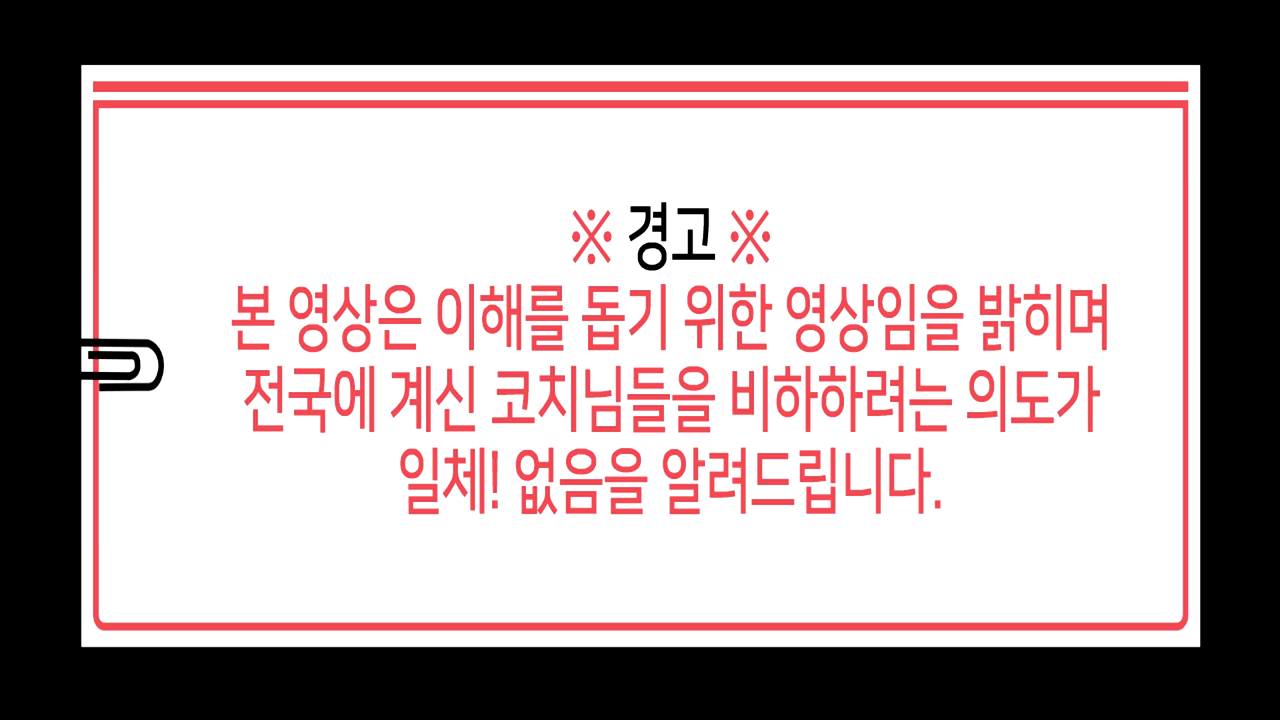 ※ 경고 ※
본 영상은 이해를 돕기 위한 영상임을 밝히며
전국에 계신 코치님들을 비하하려는 의도가
일체! 없음을 알려드립니다.